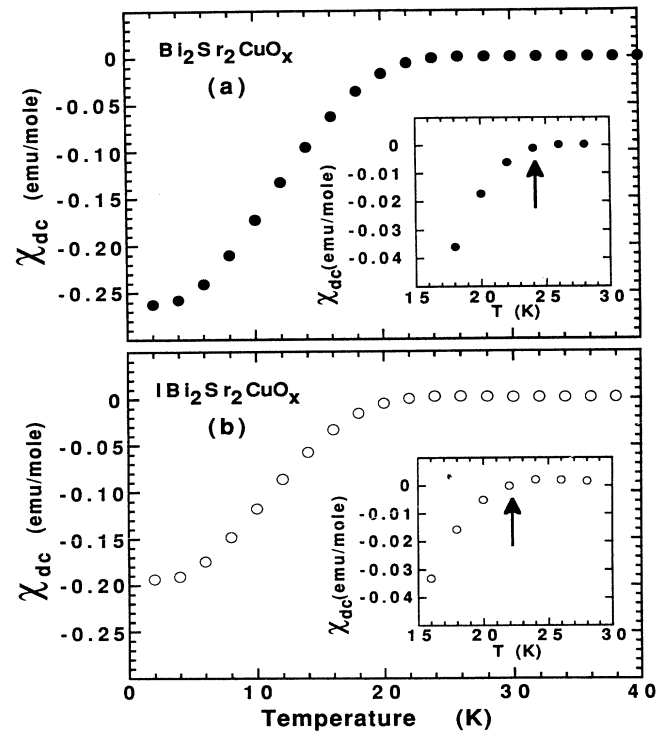 Bi₂Sr₂CuOₓ
(a)
χdc (emu/mole)
0
-0.05
-0.10
-0.15
-0.20
-0.25
χdc(emu/mole)
0
-0.01
-0.02
-0.03
-0.04
15 20 25 30
T (K)
IBi₂Sr₂CuOₓ
(b)
χdc (emu/mole)
0
-0.05
-0.10
-0.15
-0.20
-0.25
χdc(emu/mole)
0
-0.01
-0.02
-0.03
-0.04
15 20 25 30
T (K)
0 10 20 30 40
Temperature (K)